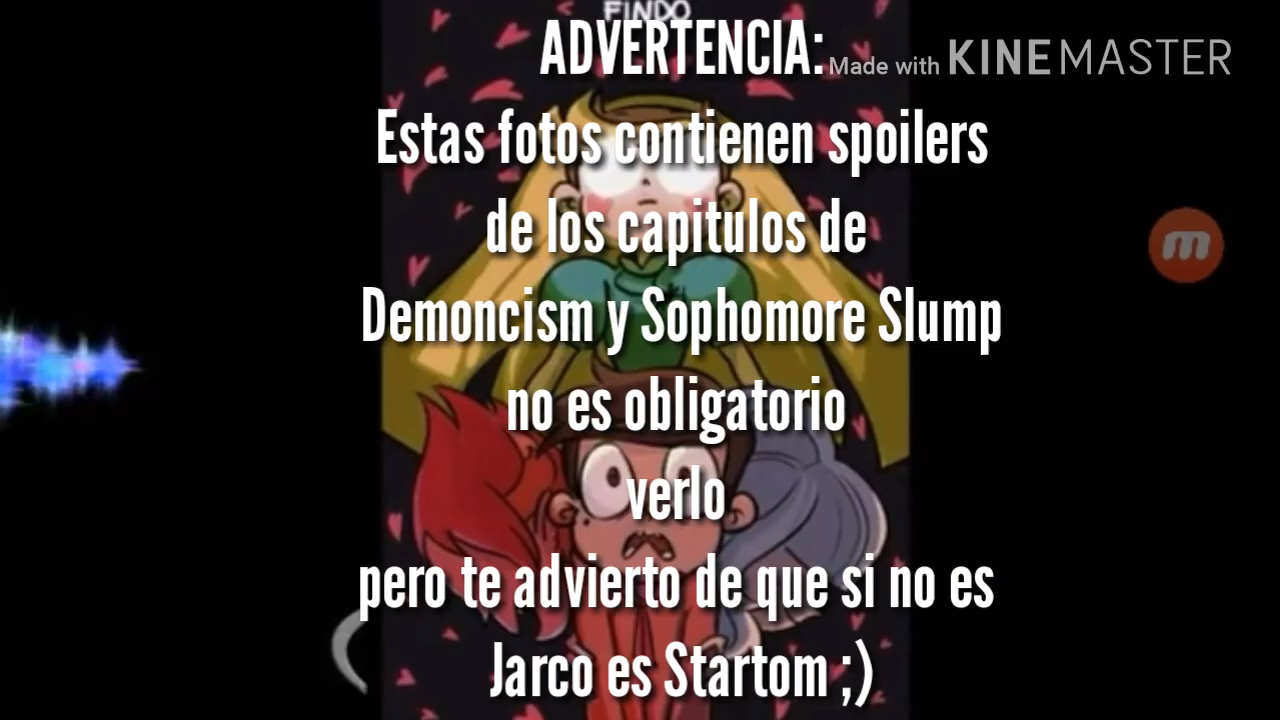 FINDO
ADVERTENCIA:
Made with KINEMASTER
Estas fotos contienen spoilers
de los capitulos de
Demoncism y Sophomore Slump
no es obligatorio
verlo
pero te advierto de que si no es
Jarco es Startom ;)